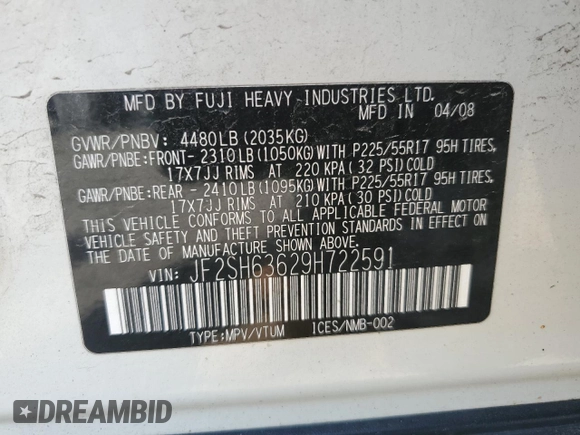 MFD BY FUJI HEAVY INDUSTRIES LTD.
MFD IN 04/08
GVWR/PNBV: 4480LB (2035KG)
GAWR/PNBE:FRONT- 2310LB(1050KG)WITH P225/55R17 95H TIRES,
17X7JJ RIMS AT 220 KPA(32 PSI)COLD
GAWR/PNBE:REAR - 2410LB(1095KG)WITH P225/55R17 95H TIRES,
17X7JJ RIMS AT 210 KPA(30 PSI)COLD
THIS VEHICLE CONFORMS TO ALL APPLICABLE FEDERAL MOTOR
VEHICLE SAFETY AND THEFT PREVENTION STANDARDS IN EFFECT ON
THE DATE OF MANUFACTURE SHOWN ABOVE.
VIN: JF2SH63629H722591
TYPE:MPV/VTUM ICES/NMB-002
DREAMBID